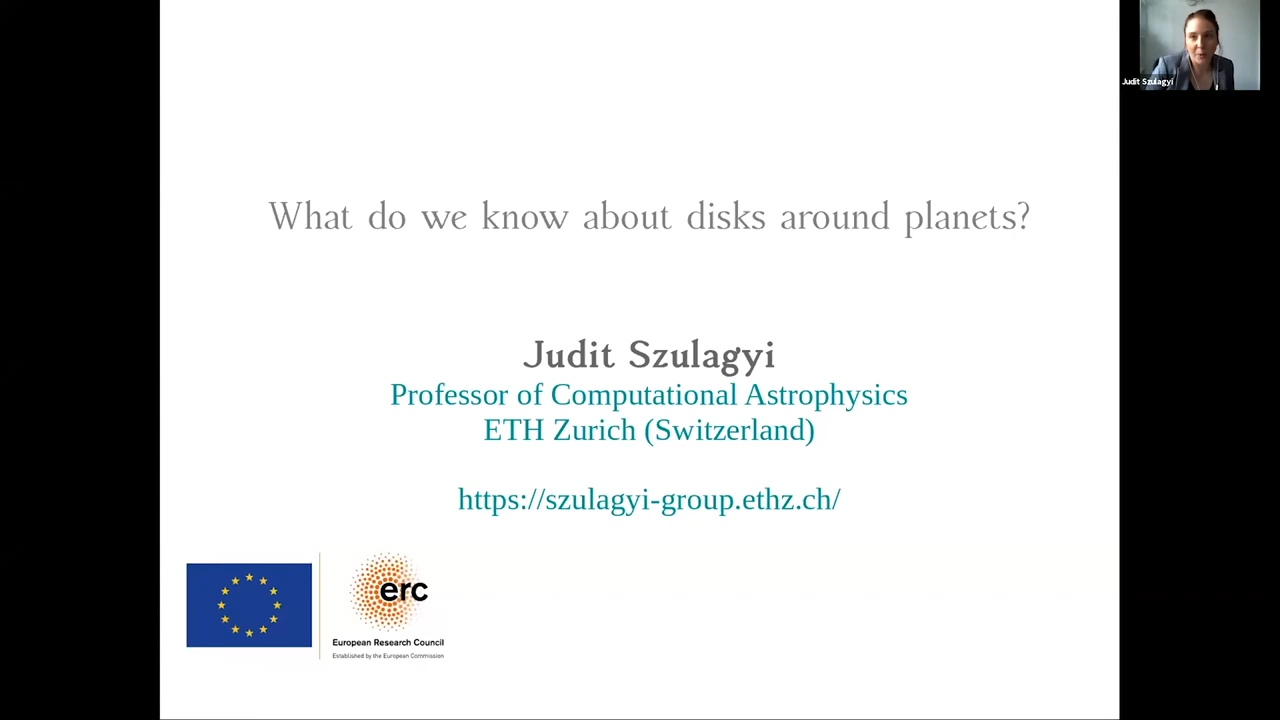 What do we know about disks around planets?
Judit Szulagyi
Professor of Computational Astrophysics
ETH Zurich (Switzerland)
https://szulagyi-group.ethz.ch/
erc
European Research Council
Established by the European Commission
Judit Szulagyi